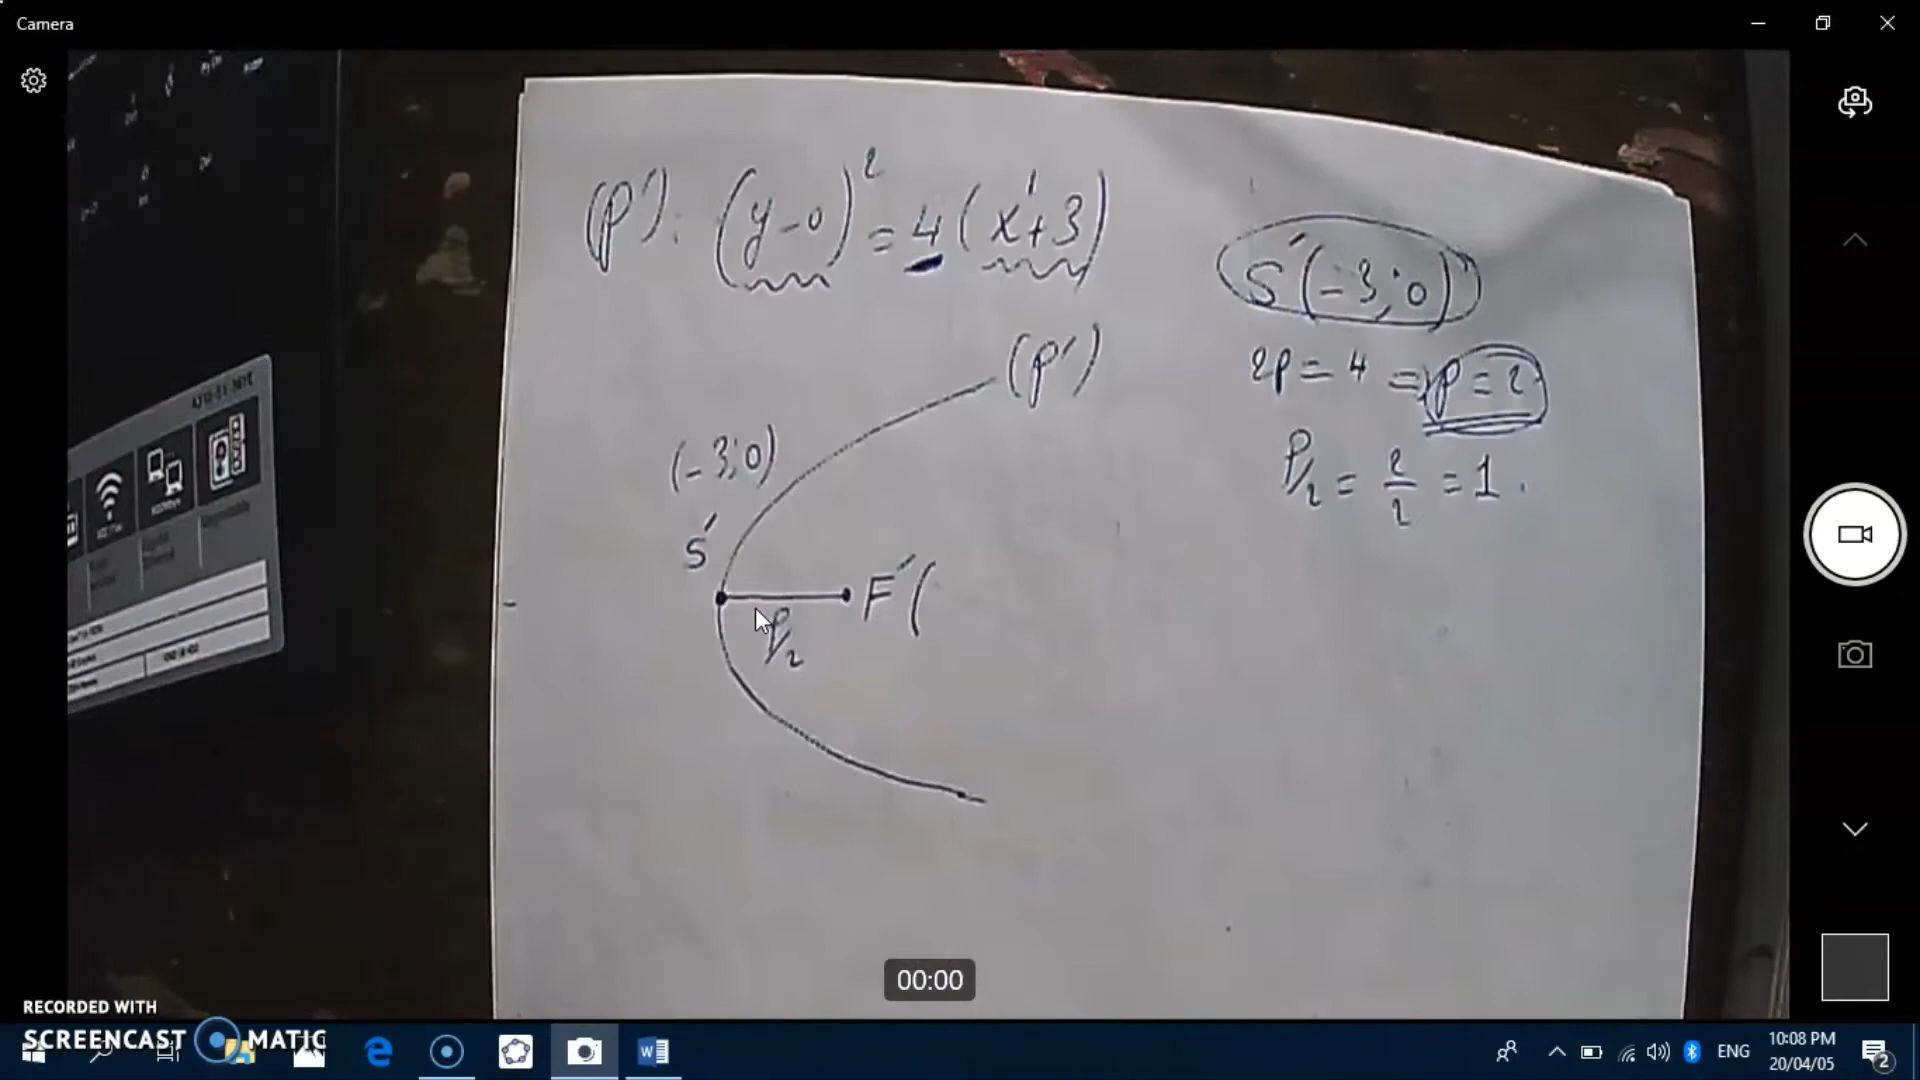 Camera
(P'): (y-0)² = 4(x'+3)
S'(-3;0)
(P')
2p = 4 ⇒ p = 2
(-3;0)
P/2 = 2/2 = 1.
S'
F'(
P/2
00:00
RECORDED WITH
SCREENCAST MATIC
ENG
10:08 PM
20/04/05
2